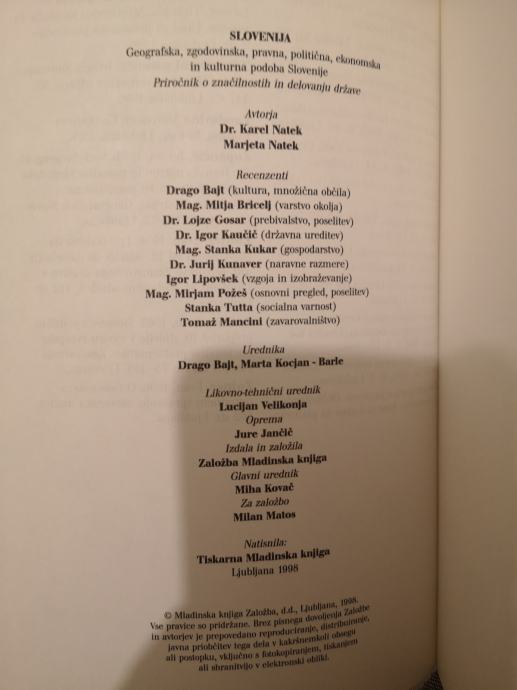 SLOVENIJA
Geografska, zgodovinska, pravna, politična, ekonomska
in kulturna podoba Slovenije
Priročnik o značilnostih in delovanju države
Avtorja
Dr. Karel Natek
Marjeta Natek
Recenzenti
Drago Bajt (kultura, množična občila)
Mag. Mitja Bricelj (varstvo okolja)
Dr. Lojze Gosar (prebivalstvo, poselitev)
Dr. Igor Kaučič (državna ureditev)
Mag. Stanka Kukar (gospodarstvo)
Dr. Jurij Kunaver (naravne razmere)
Igor Lipovšek (vzgoja in izobraževanje)
Mag. Mirjam Požeš (osnovni pregled, poselitev)
Stanka Tutta (socialna varnost)
Tomaž Mancini (zavarovalništvo)
Urednika
Drago Bajt, Marta Kocjan - Barle
Likovno-tehnični urednik
Lucijan Velikonja
Oprema
Jure Jančič
Izdala in založila
Založba Mladinska knjiga
Glavni urednik
Miha Kovač
Za založbo
Milan Matos
Natisnila:
Tiskarna Mladinska knjiga
Ljubljana 1998
© Mladinska knjiga Založba, d.d., Ljubljana, 1998.
Vse pravice so pridržane. Brez pisnega dovoljenja Založbe
in avtorjev je prepovedano reproduciranje, distribuiranje,
javna priobčitev tega dela v kakršnemkoli obsegu
ali postopku, vključno s fotokopiranjem, tiskanjem
ali shranitvijo v elektronski obliki.